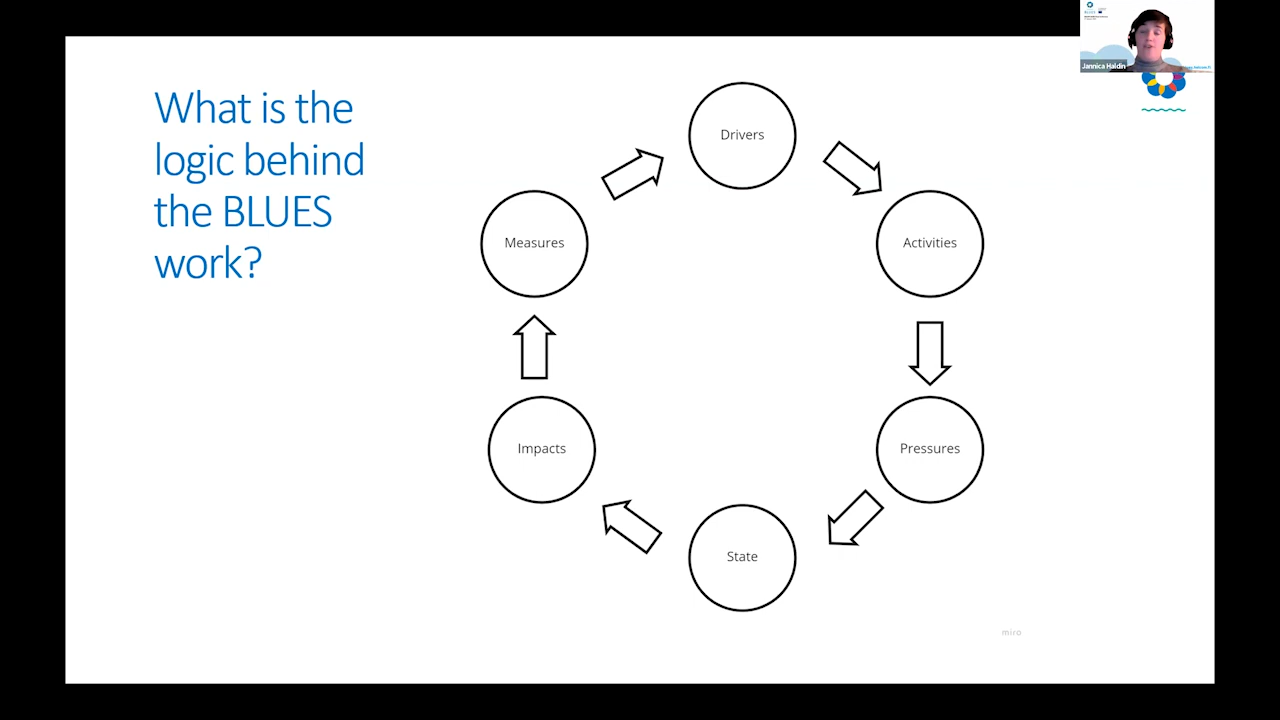 What is the
logic behind
the BLUES
work?
Drivers
Activities
Pressures
State
Impacts
Measures
miro
Jannica Haldin